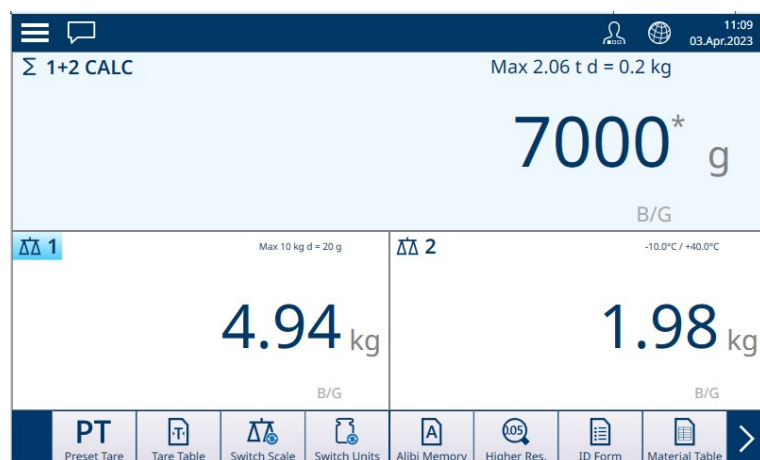 11:09
03.Apr.2023
Σ 1+2 CALC
Max 2.06 t d = 0.2 kg
7000* g
B/G
1
Max 10 kg d = 20 g
4.94 kg
B/G
2
-10.0°C / +40.0°C
1.98 kg
B/G
PT
Preset Tare
·T·
Tare Table
Switch Scale
Switch Units
A
Alibi Memory
0.05
Higher Res.
ID Form
Material Table